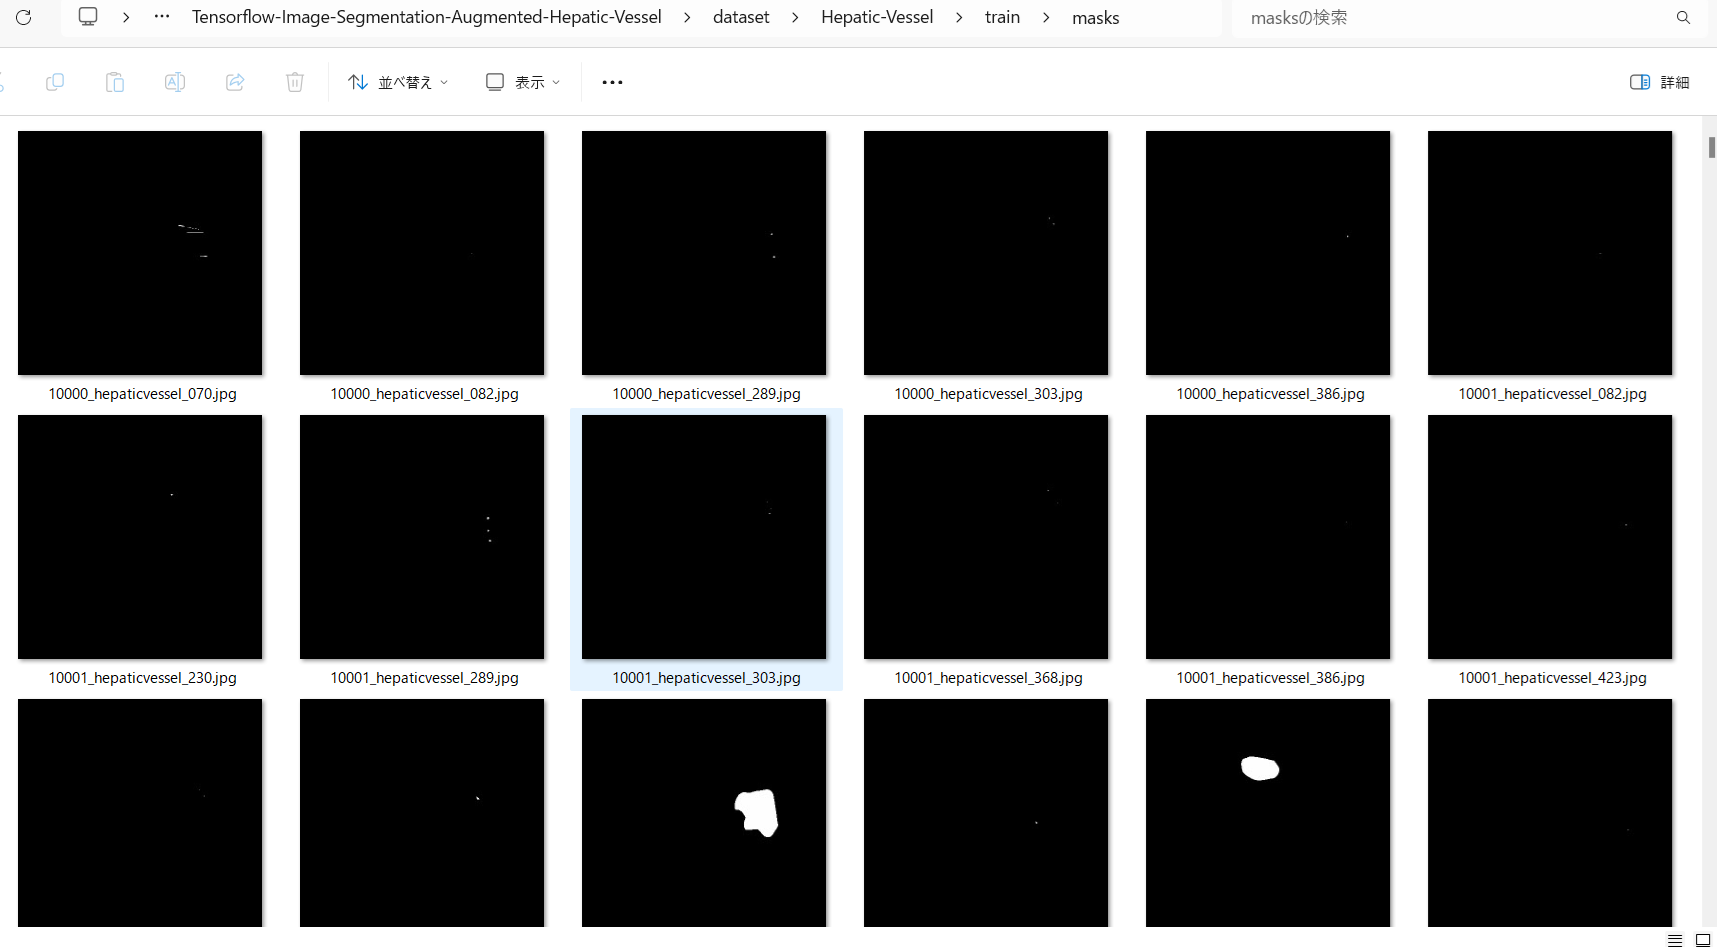 Tensorflow-Image-Segmentation-Augmented-Hepatic-Vessel > dataset > Hepatic-Vessel > train > masks
masksの検索
並べ替え
表示
詳細
10000_hepaticvessel_070.jpg
10000_hepaticvessel_082.jpg
10000_hepaticvessel_289.jpg
10000_hepaticvessel_303.jpg
10000_hepaticvessel_386.jpg
10001_hepaticvessel_082.jpg
10001_hepaticvessel_230.jpg
10001_hepaticvessel_289.jpg
10001_hepaticvessel_303.jpg
10001_hepaticvessel_368.jpg
10001_hepaticvessel_386.jpg
10001_hepaticvessel_423.jpg